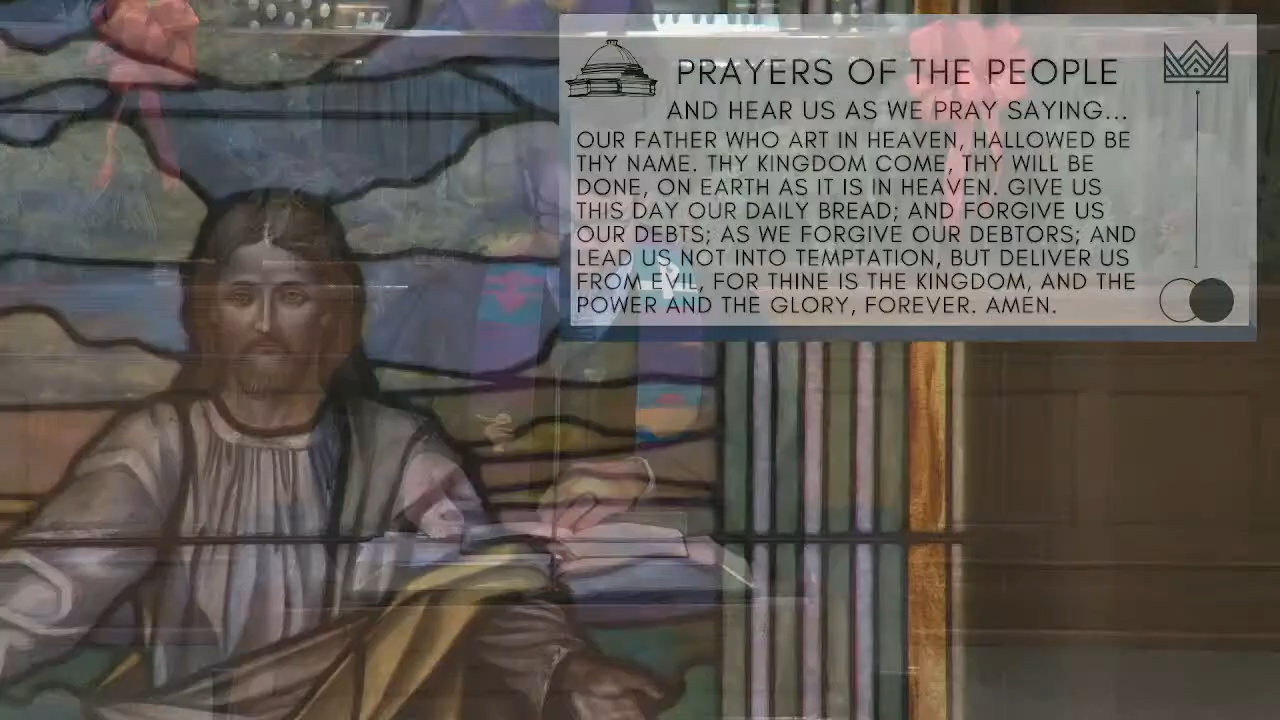 PRAYERS OF THE PEOPLE
AND HEAR US AS WE PRAY SAYING...
OUR FATHER WHO ART IN HEAVEN, HALLOWED BE
THY NAME. THY KINGDOM COME, THY WILL BE
DONE, ON EARTH AS IT IS IN HEAVEN. GIVE US
THIS DAY OUR DAILY BREAD; AND FORGIVE US
OUR DEBTS; AS WE FORGIVE OUR DEBTORS; AND
LEAD US NOT INTO TEMPTATION, BUT DELIVER US
FROM EVIL, FOR THINE IS THE KINGDOM, AND THE
POWER AND THE GLORY, FOREVER. AMEN.